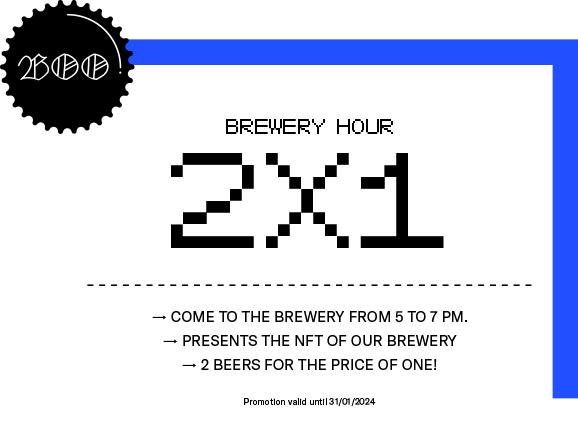 BOO
BREWERY HOUR
2X1
→ COME TO THE BREWERY FROM 5 TO 7 PM.
→ PRESENTS THE NFT OF OUR BREWERY
→ 2 BEERS FOR THE PRICE OF ONE!
Promotion valid until 31/01/2024